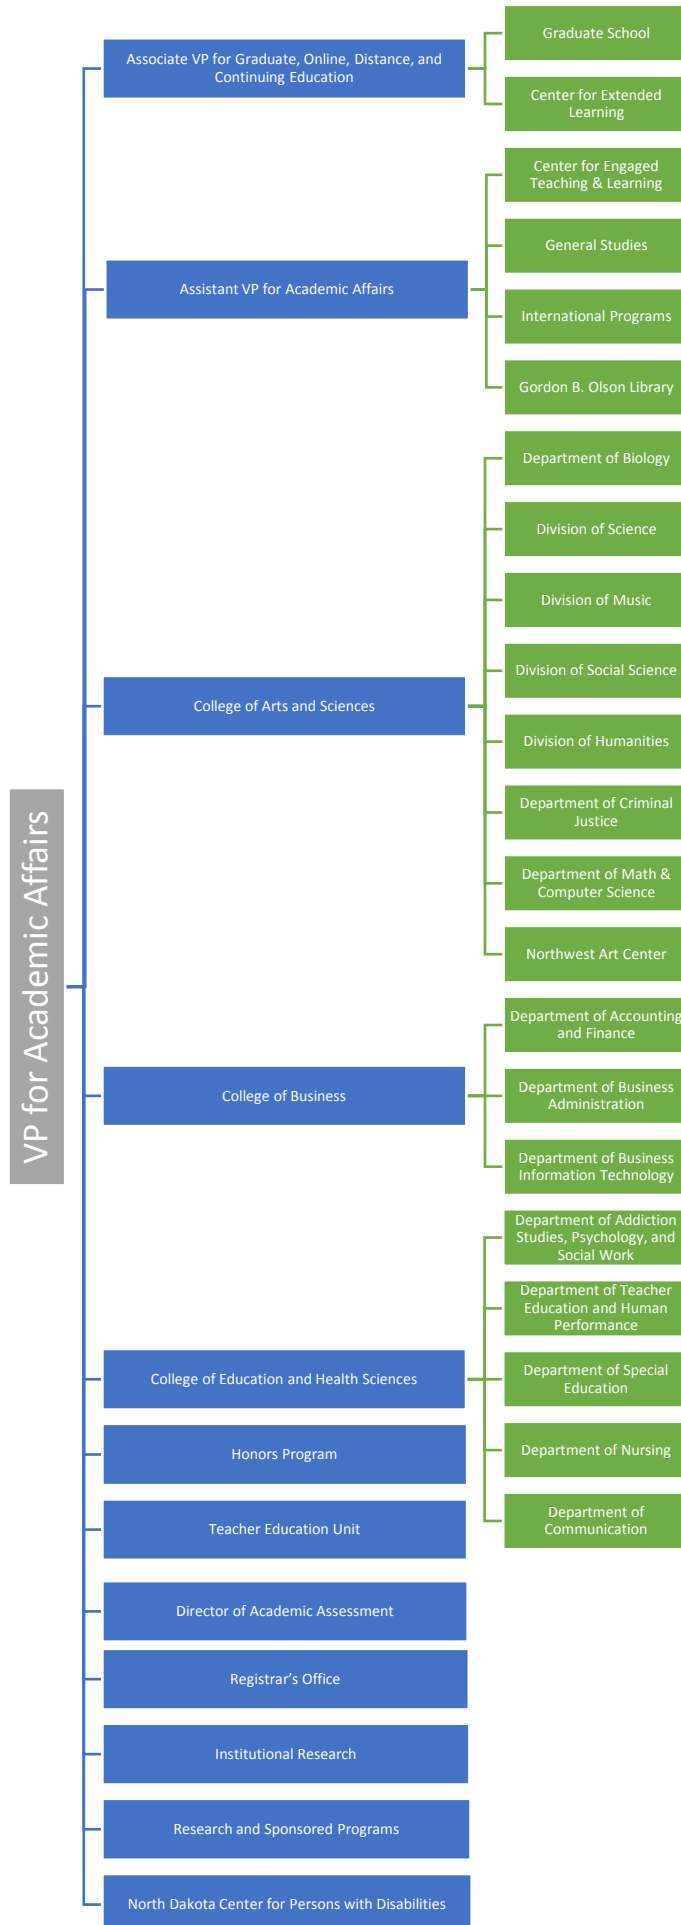 VP for Academic Affairs
Associate VP for Graduate, Online, Distance, and
Continuing Education
Graduate School
Center for Extended
Learning
Assistant VP for Academic Affairs
Center for Engaged
Teaching & Learning
General Studies
International Programs
Gordon B. Olson Library
College of Arts and Sciences
Department of Biology
Division of Science
Division of Music
Division of Social Science
Division of Humanities
Department of Criminal
Justice
Department of Math &
Computer Science
Northwest Art Center
College of Business
Department of Accounting
and Finance
Department of Business
Administration
Department of Business
Information Technology
College of Education and Health Sciences
Department of Addiction
Studies, Psychology, and
Social Work
Department of Teacher
Education and Human
Performance
Department of Special
Education
Department of Nursing
Department of
Communication
Honors Program
Teacher Education Unit
Director of Academic Assessment
Registrar’s Office
Institutional Research
Research and Sponsored Programs
North Dakota Center for Persons with Disabilities